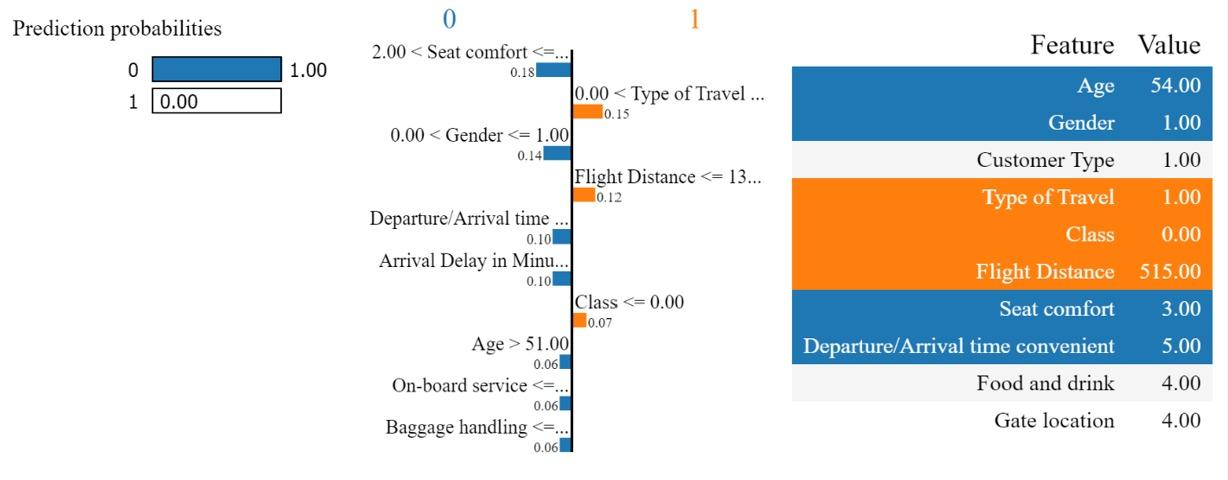 Prediction probabilities
0 1.00
1 0.00
0 1
2.00 < Seat comfort <=...
0.18
0.00 < Type of Travel ...
0.15
0.00 < Gender <= 1.00
0.14
Flight Distance <= 13...
0.12
Departure/Arrival time ...
0.10
Arrival Delay in Minu...
0.10
Class <= 0.00
0.07
Age > 51.00
0.06
On-board service <=...
0.06
Baggage handling <=...
0.06
Feature Value
Age 54.00
Gender 1.00
Customer Type 1.00
Type of Travel 1.00
Class 0.00
Flight Distance 515.00
Seat comfort 3.00
Departure/Arrival time convenient 5.00
Food and drink 4.00
Gate location 4.00